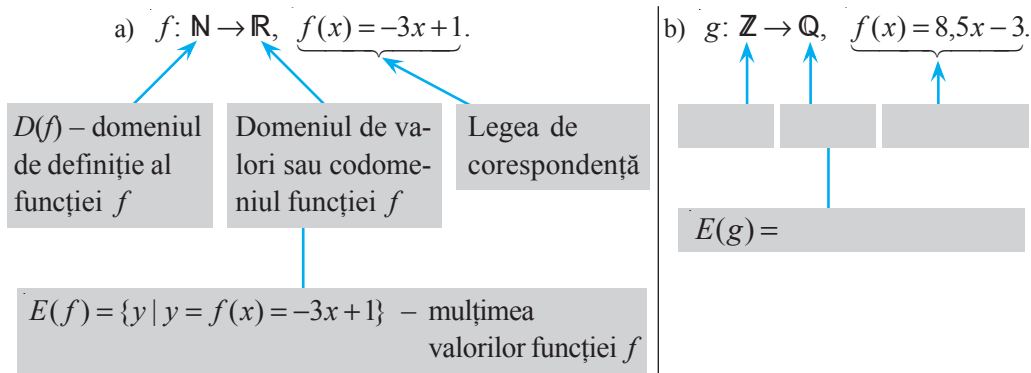 a) f: ℕ → ℝ, f(x) = −3x + 1.
D(f) – domeniul
de definiție al
funcției f
Domeniul de va-
lori sau codome-
niul funcției f
Legea de
corespondență
E(f) = {y | y = f(x) = −3x + 1} – mulțimea
valorilor funcției f
b) g: ℤ → ℚ, f(x) = 8,5x − 3.
E(g) =